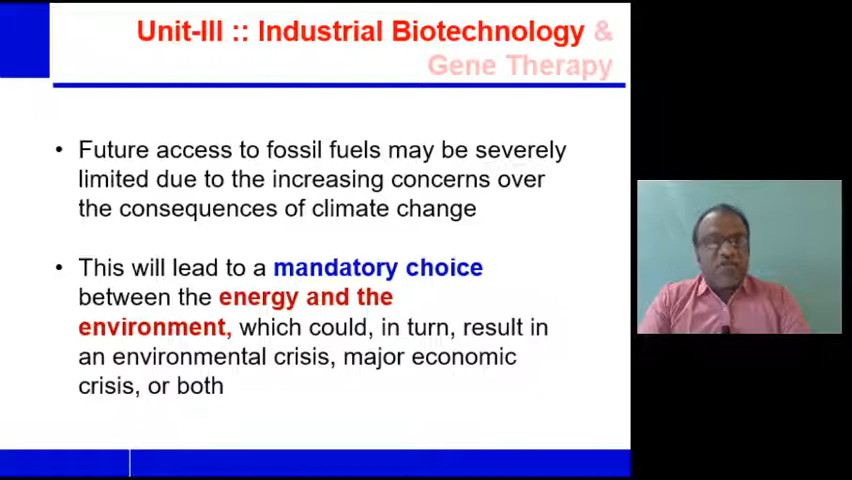 Unit-III :: Industrial Biotechnology &
Gene Therapy
• Future access to fossil fuels may be severely
limited due to the increasing concerns over
the consequences of climate change
• This will lead to a mandatory choice
between the energy and the
environment, which could, in turn, result in
an environmental crisis, major economic
crisis, or both